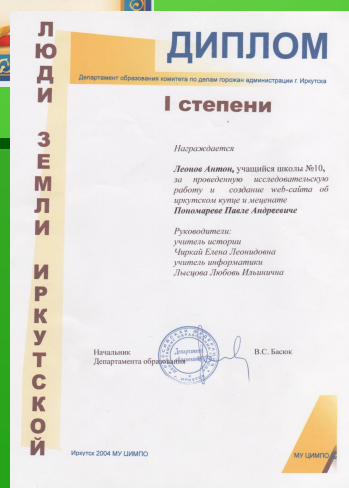 ЛЮДИ ЗЕМЛИ ИРКУТСКОЙ
ДИПЛОМ
Департамент образования комитета по делам горожан администрации г. Иркутска
I степени
Награждается
Леонов Антон, учащийся школы №10,
за проведенную исследовательскую
работу и создание web-сайта об
иркутском купце и меценате
Пономареве Павле Андреевиче
Руководители:
учитель истории
Чиркай Елена Леонидовна
учитель информатики
Лысцова Любовь Ильинична
Начальник
Департамента образования
В.С. Басюк
Департамент
образования
Иркутск 2004 МУ ЦИМПО
МУ ЦИМПО